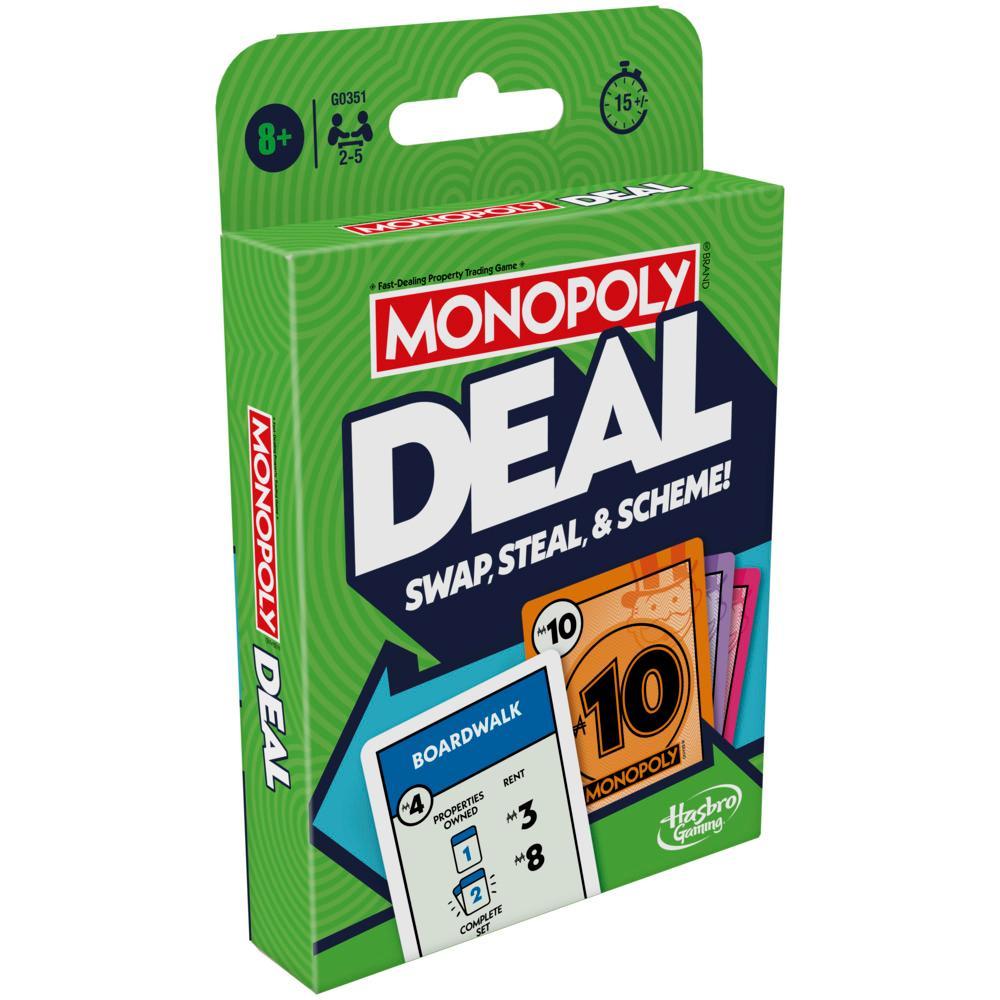 8+
G0351
2-5
15+/-
MONOPOLY DEAL
Fast-Dealing Property Trading Game
MONOPOLY
®BRAND
DEAL
SWAP, STEAL, & SCHEME!
MONOPOLY DEAL
10
10
MONOPOLY
BOARDWALK
4
PROPERTIES
OWNED
RENT
1
3
2
8
COMPLETE
SET
Hasbro
Gaming